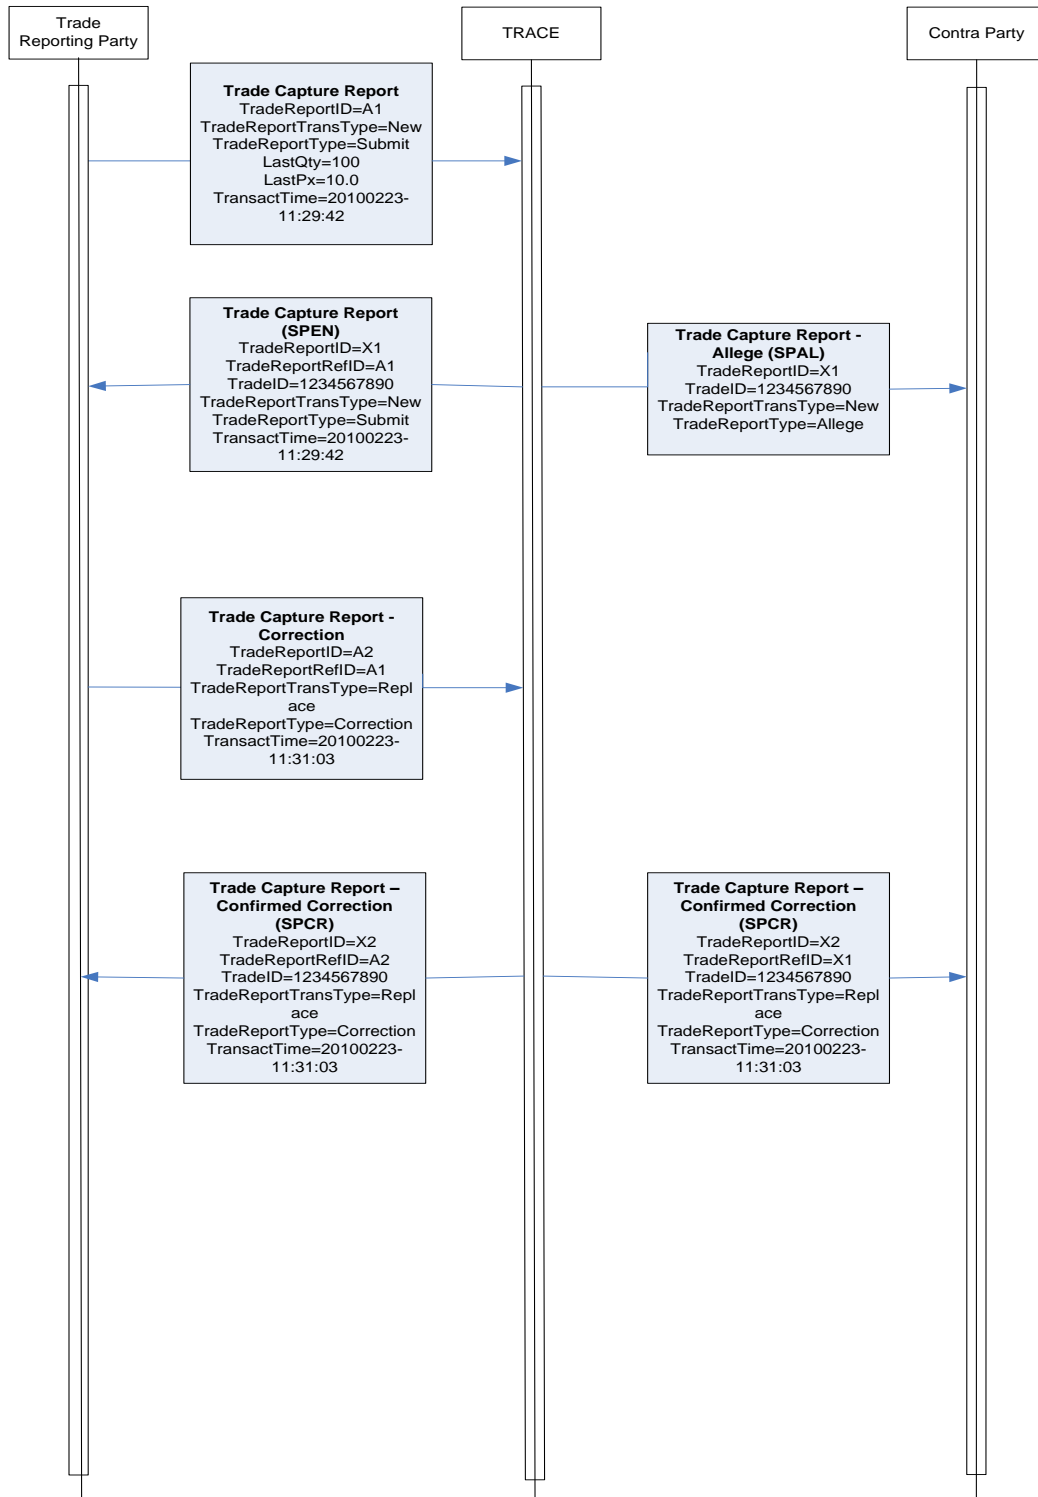 Trade
Reporting Party
TRACE
Contra Party
Trade Capture Report
TradeReportID=A1
TradeReportTransType=New
TradeReportType=Submit
LastQty=100
LastPx=10.0
TransactTime=20100223-
11:29:42
Trade Capture Report
(SPEN)
TradeReportID=X1
TradeReportRefID=A1
TradeID=1234567890
TradeReportTransType=New
TradeReportType=Submit
TransactTime=20100223-
11:29:42
Trade Capture Report -
Allege (SPAL)
TradeReportID=X1
TradeID=1234567890
TradeReportTransType=New
TradeReportType=Allege
Trade Capture Report -
Correction
TradeReportID=A2
TradeReportRefID=A1
TradeReportTransType=Repl
ace
TradeReportType=Correction
TransactTime=20100223-
11:31:03
Trade Capture Report –
Confirmed Correction
(SPCR)
TradeReportID=X2
TradeReportRefID=A2
TradeID=1234567890
TradeReportTransType=Repl
ace
TradeReportType=Correction
TransactTime=20100223-
11:31:03
Trade Capture Report –
Confirmed Correction
(SPCR)
TradeReportID=X2
TradeReportRefID=X1
TradeID=1234567890
TradeReportTransType=Repl
ace
TradeReportType=Correction
TransactTime=20100223-
11:31:03